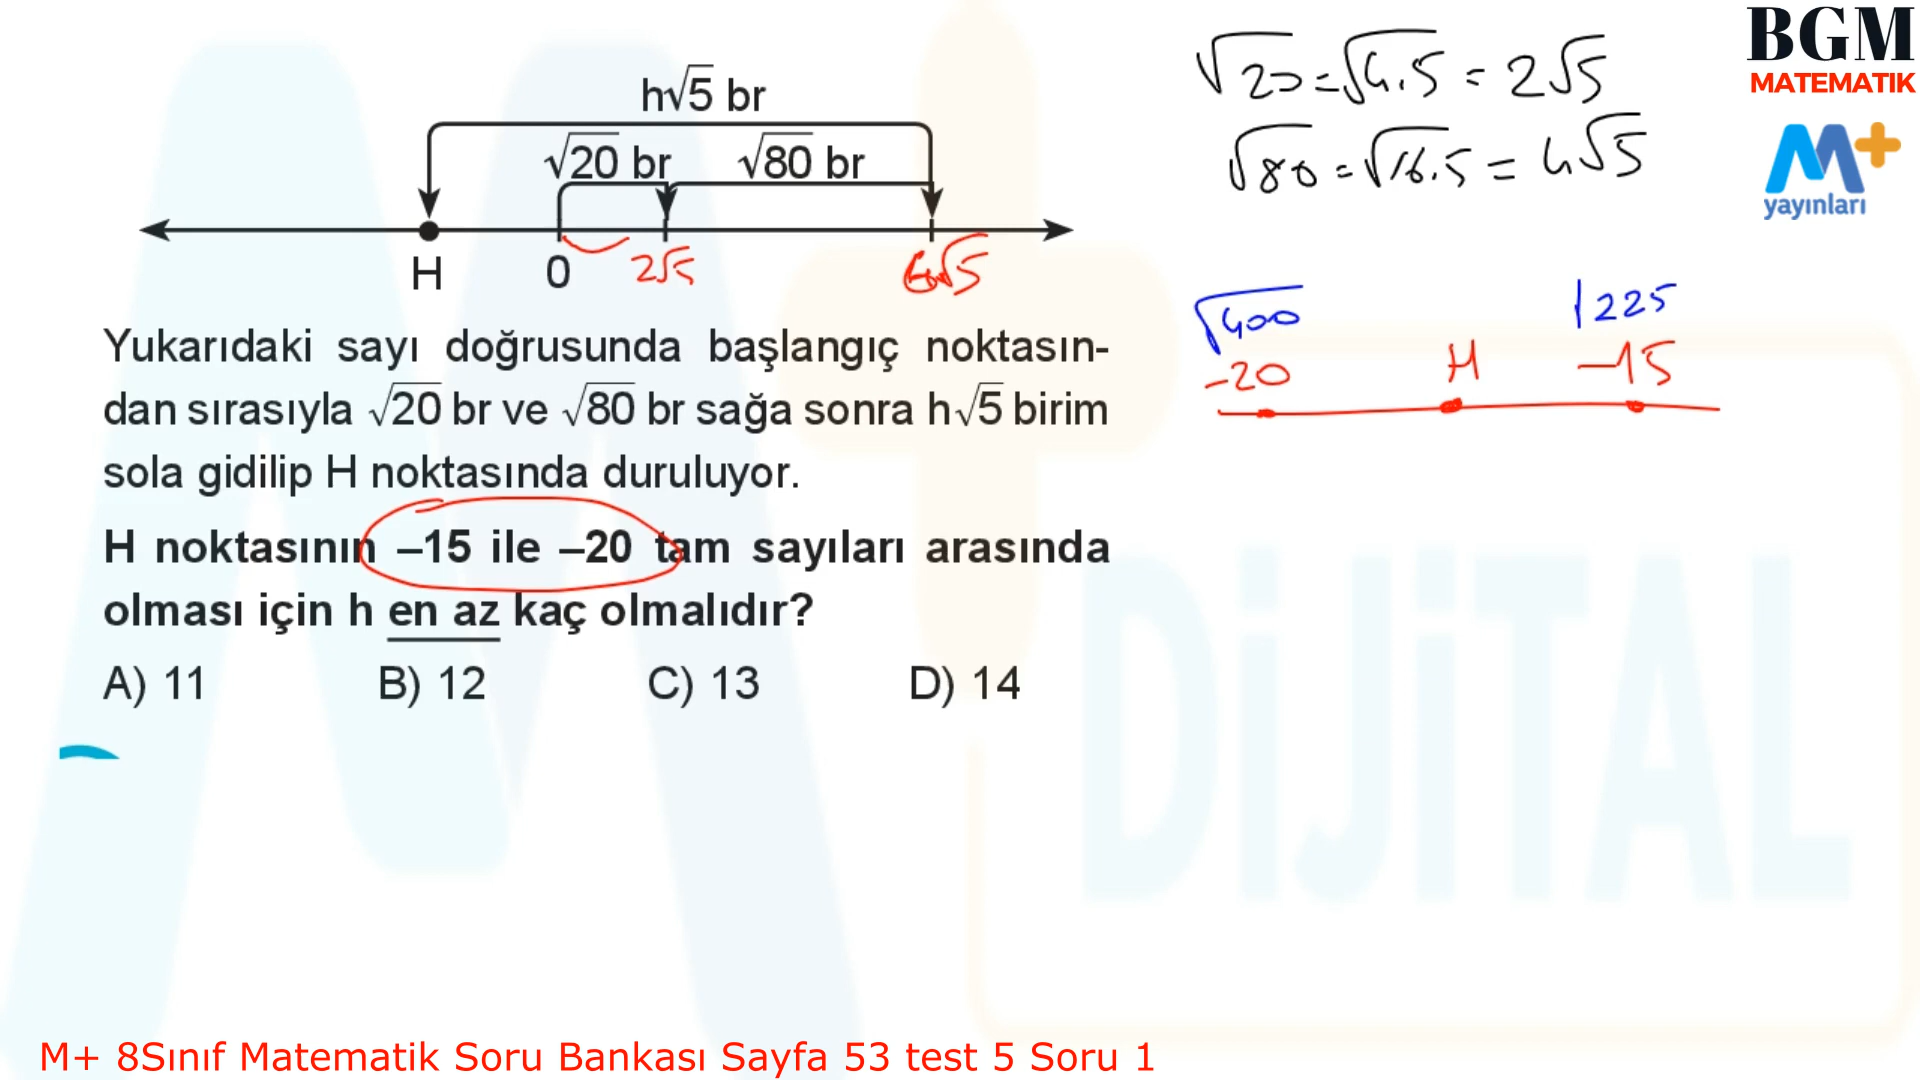 BGM
MATEMATIK
M+
yayınları
h√5 br
√20 br √80 br
H 0 2√5 6√5
√20 = √4.5 = 2√5
√80 = √16.5 = 4√5
√400 225
-20 H -15
Yukarıdaki sayı doğrusunda başlangıç noktasın-
dan sırasıyla √20 br ve √80 br sağa sonra h√5 birim
sola gidilip H noktasında duruluyor.
H noktasının –15 ile –20 tam sayıları arasında
olması için h en az kaç olmalıdır?
A) 11 B) 12 C) 13 D) 14
DİJİTAL
M+ 8Sınıf Matematik Soru Bankası Sayfa 53 test 5 Soru 1